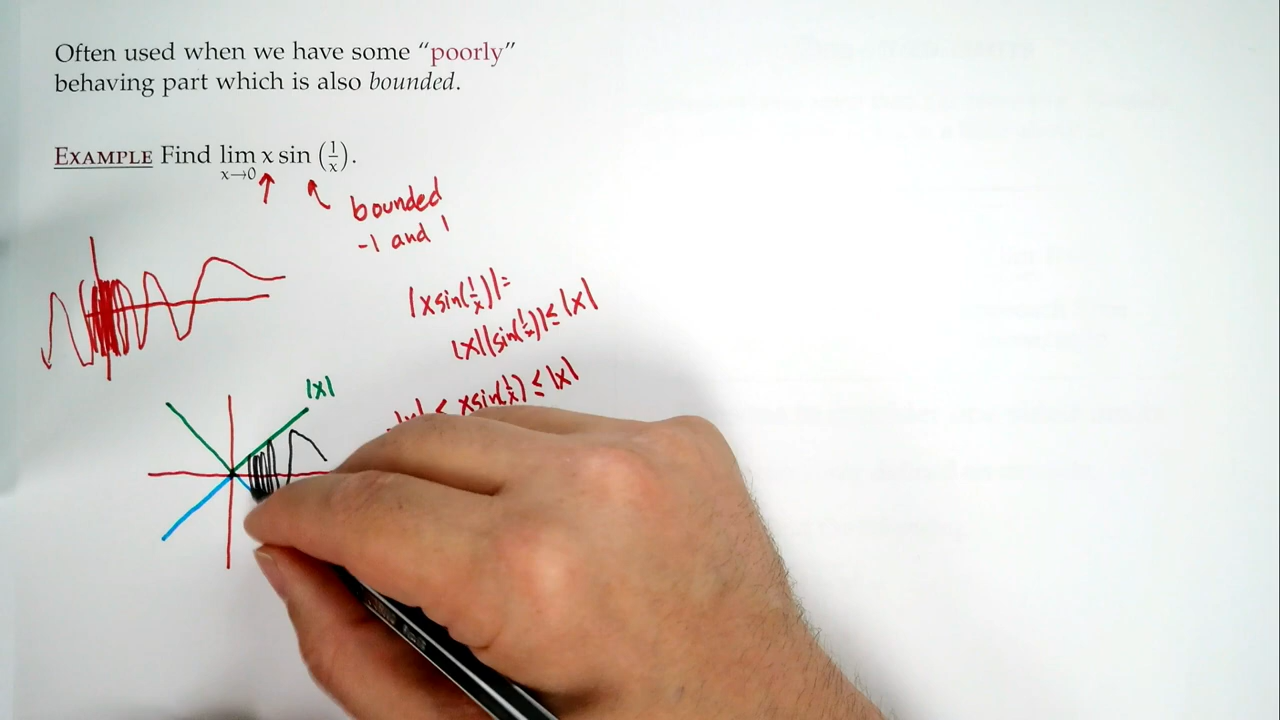 Often used when we have some “poorly”
behaving part which is also bounded.
EXAMPLE Find lim x→0 x sin (1/x).
bounded
-1 and 1
|x sin(1/x)| =
|x||sin(1/x)| ≤ |x|
-|x| ≤ x sin(1/x) ≤ |x|
|x|